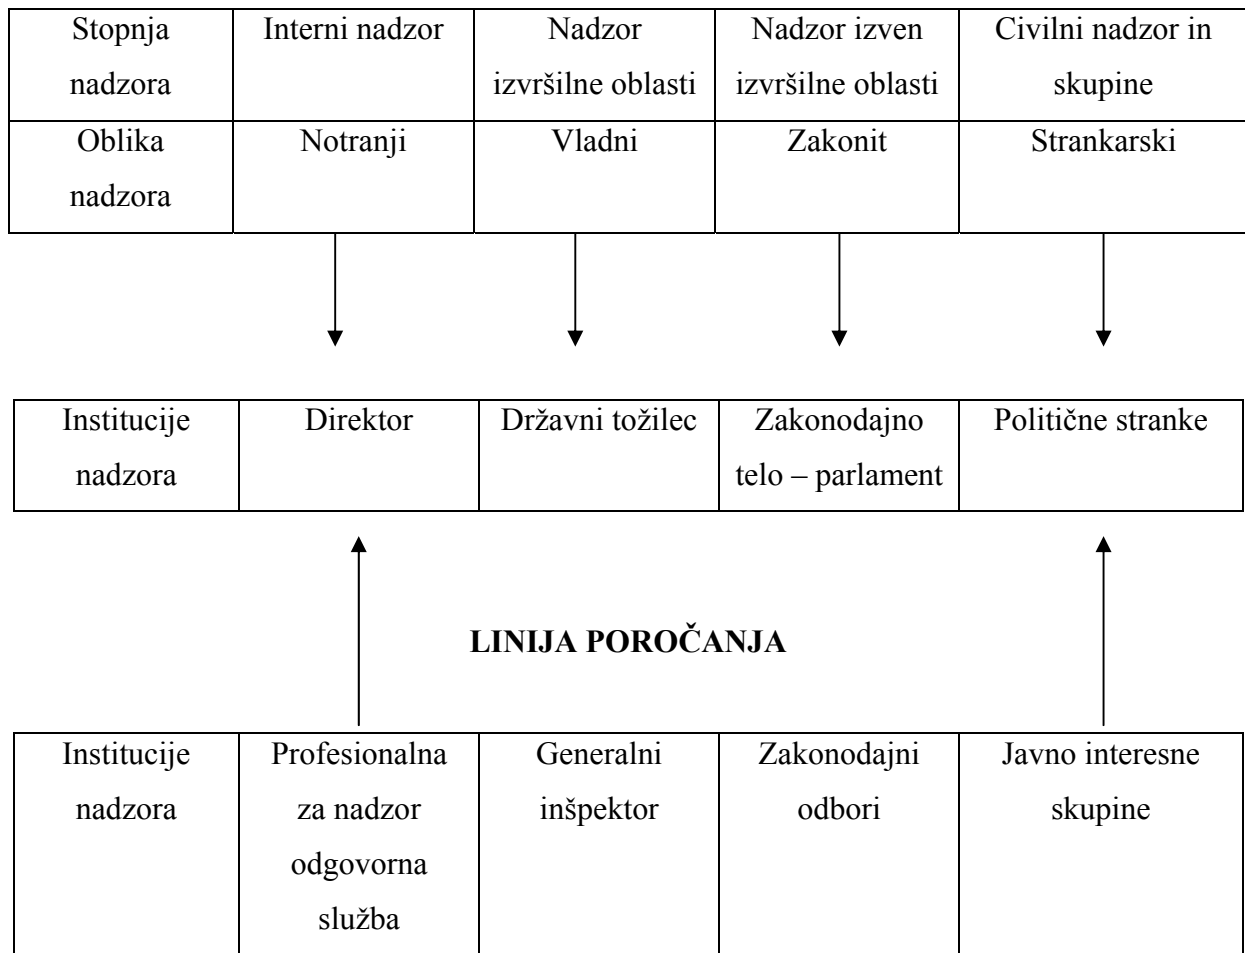 Stopnja
nadzora
Interni nadzor
Nadzor
izvršilne oblasti
Nadzor izven
izvršilne oblasti
Civilni nadzor in
skupine
Oblika
nadzora
Notranji
Vladni
Zakonit
Strankarski
Institucije
nadzora
Direktor
Državni tožilec
Zakonodajno
telo – parlament
Politične stranke
LINIJA POROČANJA
Institucije
nadzora
Profesionalna
za nadzor
odgovorna
služba
Generalni
inšpektor
Zakonodajni
odbori
Javno interesne
skupine